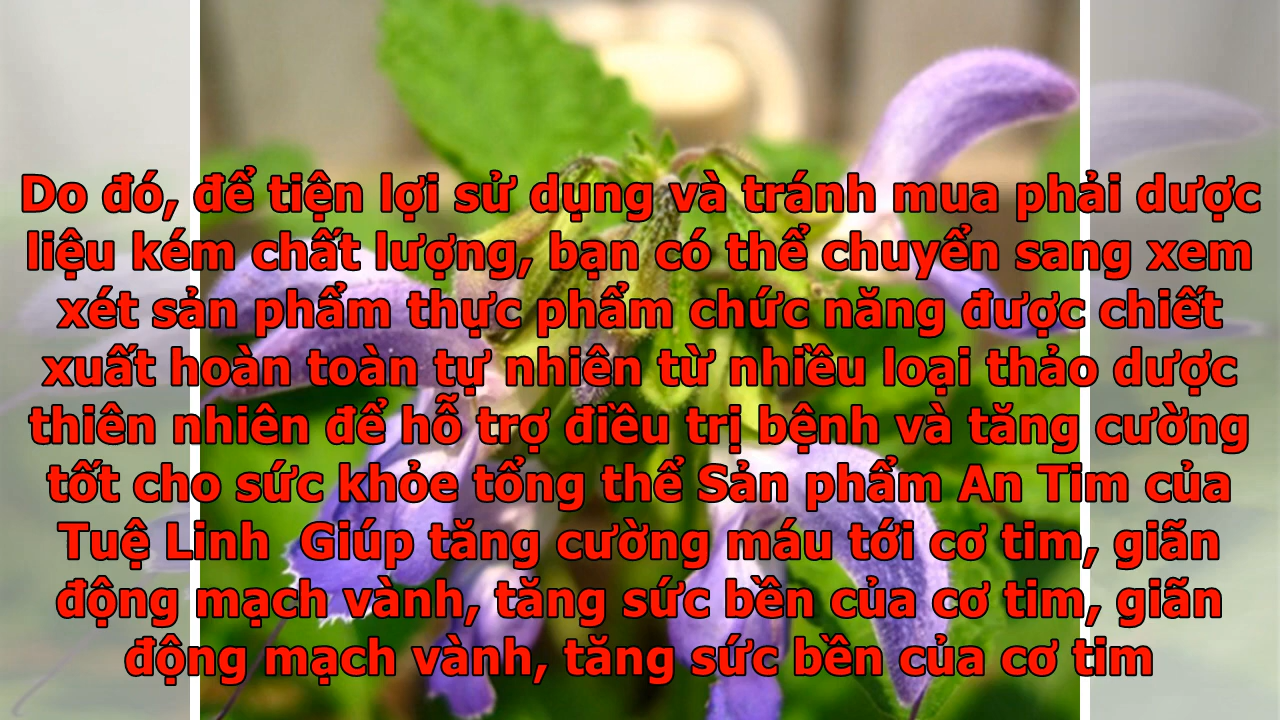 Do đó, để tiện lợi sử dụng và tránh mua phải dược
liệu kém chất lượng, bạn có thể chuyển sang xem
xét sản phẩm thực phẩm chức năng được chiết
xuất hoàn toàn tự nhiên từ nhiều loại thảo dược
thiên nhiên để hỗ trợ điều trị bệnh và tăng cường
tốt cho sức khỏe tổng thể Sản phẩm An Tim của
Tuệ Linh  Giúp tăng cường máu tới cơ tim, giãn
động mạch vành, tăng sức bền của cơ tim, giãn
động mạch vành, tăng sức bền của cơ tim